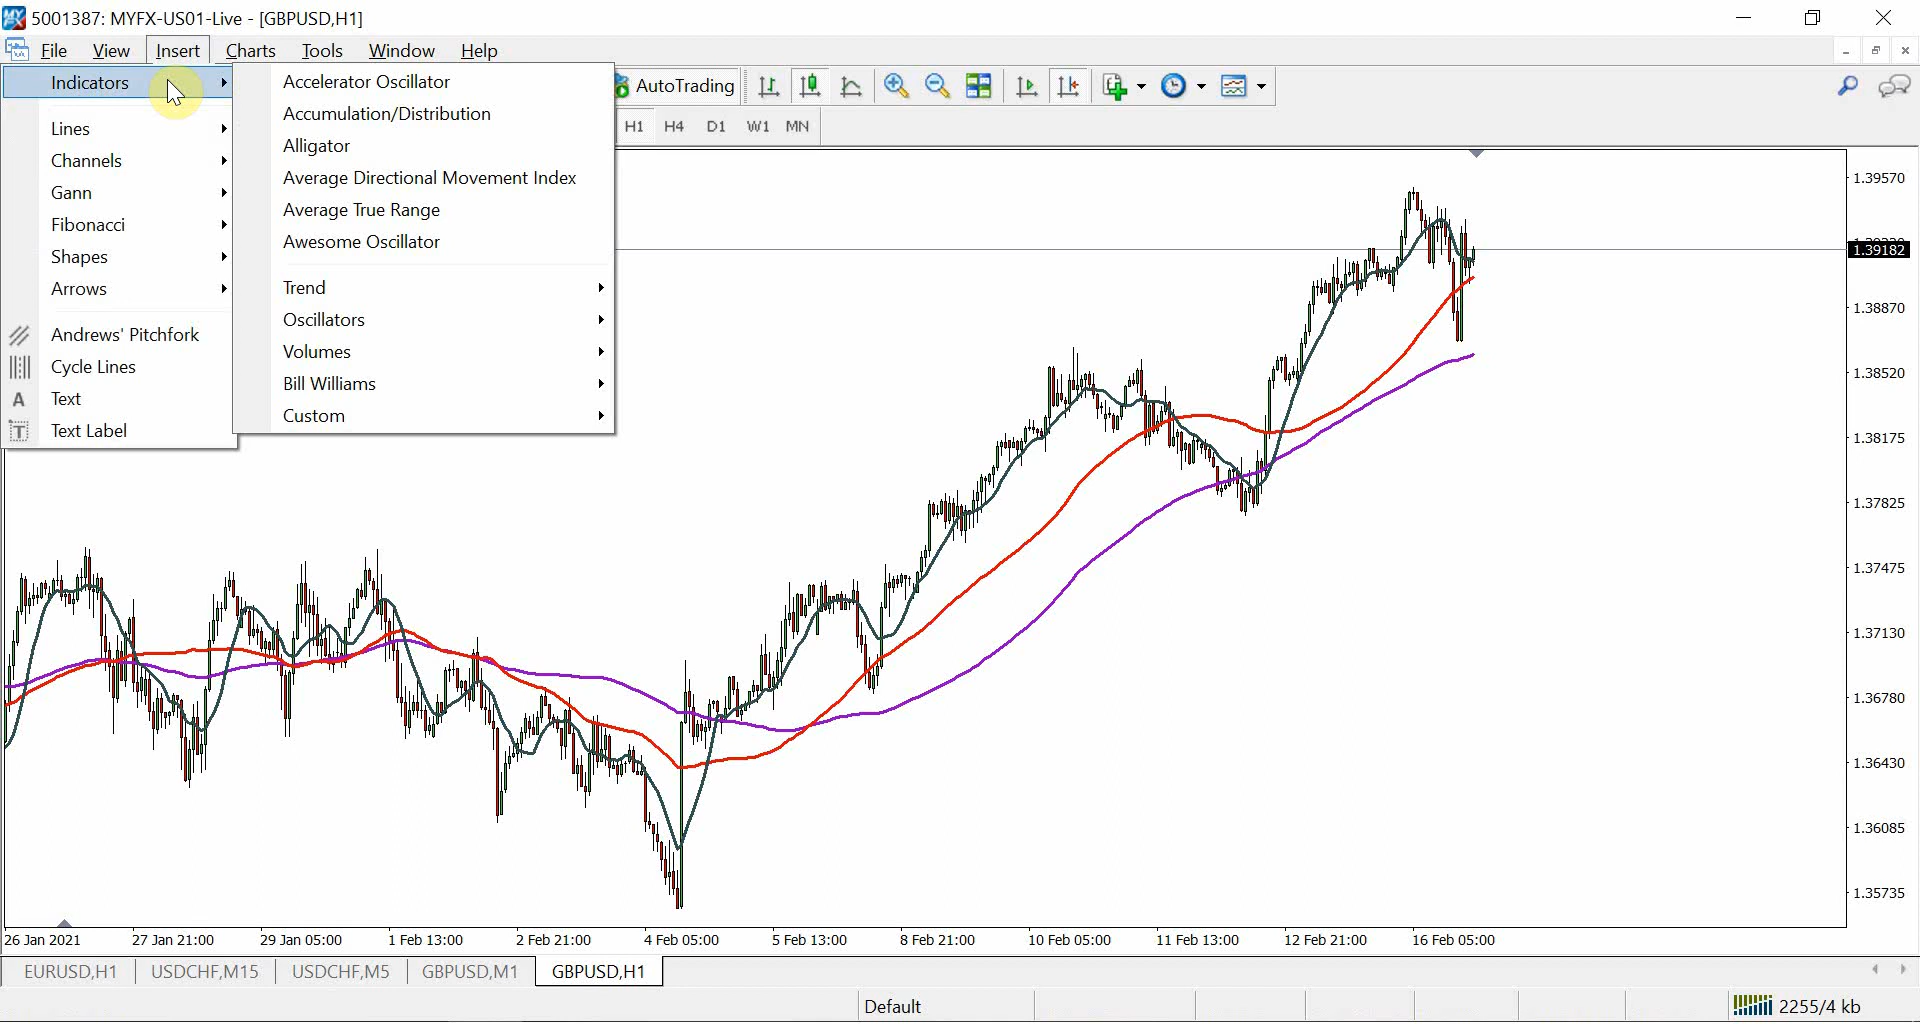 5001387: MYFX-US01-Live - [GBPUSD,H1]
File View Insert Charts Tools Window Help
Indicators
Lines
Channels
Gann
Fibonacci
Shapes
Arrows
Andrews' Pitchfork
Cycle Lines
A Text
T Text Label
Accelerator Oscillator
Accumulation/Distribution
Alligator
Average Directional Movement Index
Average True Range
Awesome Oscillator
Trend
Oscillators
Volumes
Bill Williams
Custom
AutoTrading
H1 H4 D1 W1 MN
1.39570
1.39182
1.38870
1.38520
1.38175
1.37825
1.37475
1.37130
1.36780
1.36430
1.36085
1.35735
26 Jan 2021 27 Jan 21:00 29 Jan 05:00 1 Feb 13:00 2 Feb 21:00 4 Feb 05:00 5 Feb 13:00 8 Feb 21:00 10 Feb 05:00 11 Feb 13:00 12 Feb 21:00 16 Feb 05:00
EURUSD,H1 USDCHF,M15 USDCHF,M5 GBPUSD,M1 GBPUSD,H1
Default 2255/4 kb